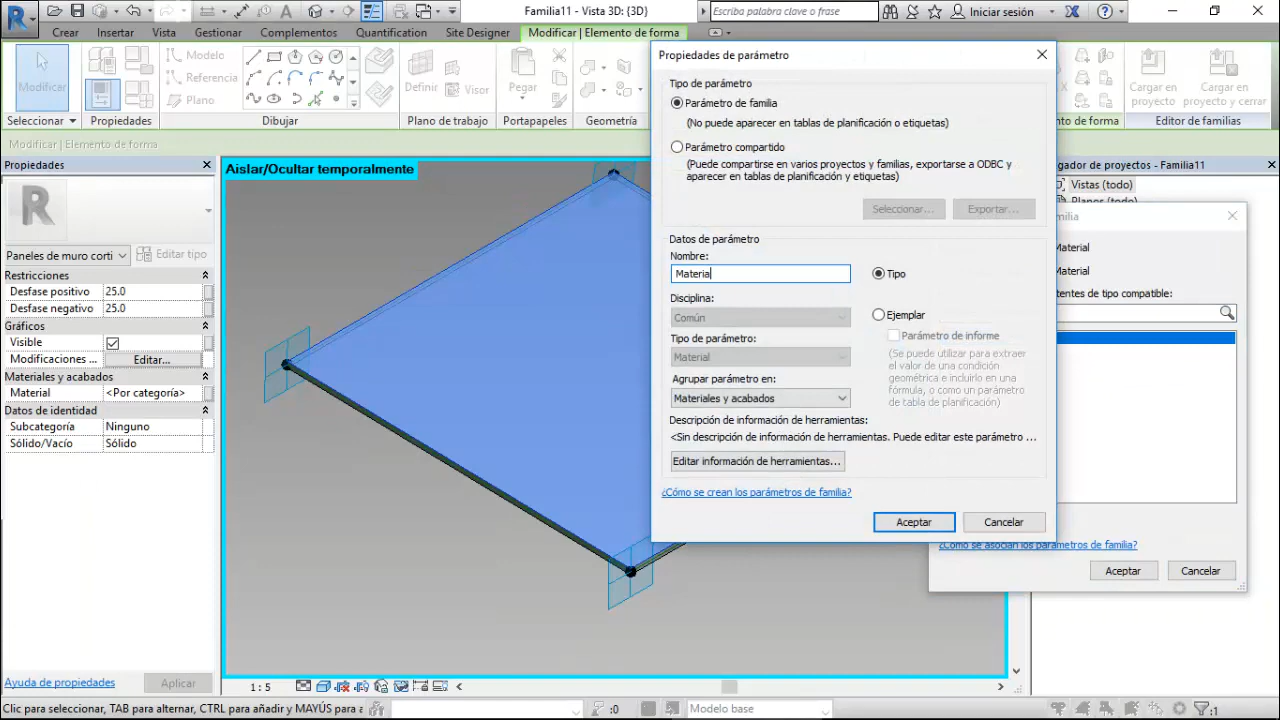 Familia11 - Vista 3D: {3D}
Escriba palabra clave o frase
Iniciar sesión
Crear
Insertar
Vista
Gestionar
Complementos
Quantification
Site Designer
Modificar | Elemento de forma
Modificar
Modelo
Referencia
Plano
Definir
Visor
Pegar
Cargar en
proyecto
Cargar en
proyecto y cerrar
Seleccionar
Propiedades
Dibujar
Plano de trabajo
Portapapeles
Geometría
nto de forma
Editor de familias
Modificar | Elemento de forma
Propiedades
Paneles de muro corti
Editar tipo
Restricciones
Desfase positivo 25.0
Desfase negativo 25.0
Gráficos
Visible
Modificaciones ... Editar...
Materiales y acabados
Material <Por categoría>
Datos de identidad
Subcategoría Ninguno
Sólido/Vacío Sólido
Ayuda de propiedades
Aplicar
Aislar/Ocultar temporalmente
Propiedades de parámetro
Tipo de parámetro
Parámetro de familia
(No puede aparecer en tablas de planificación o etiquetas)
Parámetro compartido
(Puede compartirse en varios proyectos y familias, exportarse a ODBC y
aparecer en tablas de planificación y etiquetas)
Seleccionar...
Exportar...
Datos de parámetro
Nombre:
Materia
Tipo
Disciplina:
Común
Ejemplar
Tipo de parámetro:
Parámetro de informe
Material
(Se puede utilizar para extraer
el valor de una condición
geométrica e incluirlo en una
fórmula, o como un parámetro
de tabla de planificación)
Agrupar parámetro en:
Materiales y acabados
Descripción de información de herramientas:
<Sin descripción de información de herramientas. Puede editar este parámetro ...
Editar información de herramientas...
¿Cómo se crean los parámetros de familia?
Aceptar
Cancelar
gador de proyectos - Familia11
Vistas (todo)
Planos (todo)
ilia
Material
Material
tentes de tipo compatible:
¿Cómo se asocian los parámetros de familia?
Aceptar
Cancelar
1 : 5
Clic para seleccionar, TAB para alternar, CTRL para añadir y MAYÚS para a
:0
Modelo base
:1